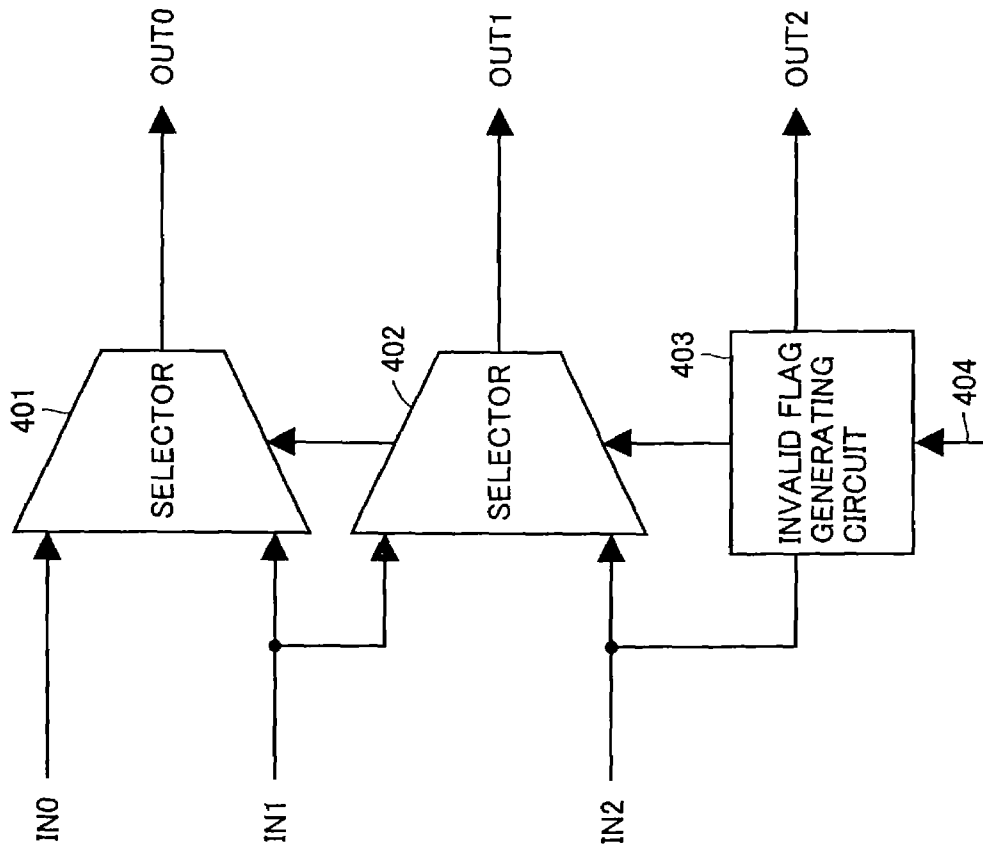 IN0
IN1
IN2
401
SELECTOR
402
SELECTOR
403
INVALID FLAG
GENERATING
CIRCUIT
404
OUT0
OUT1
OUT2